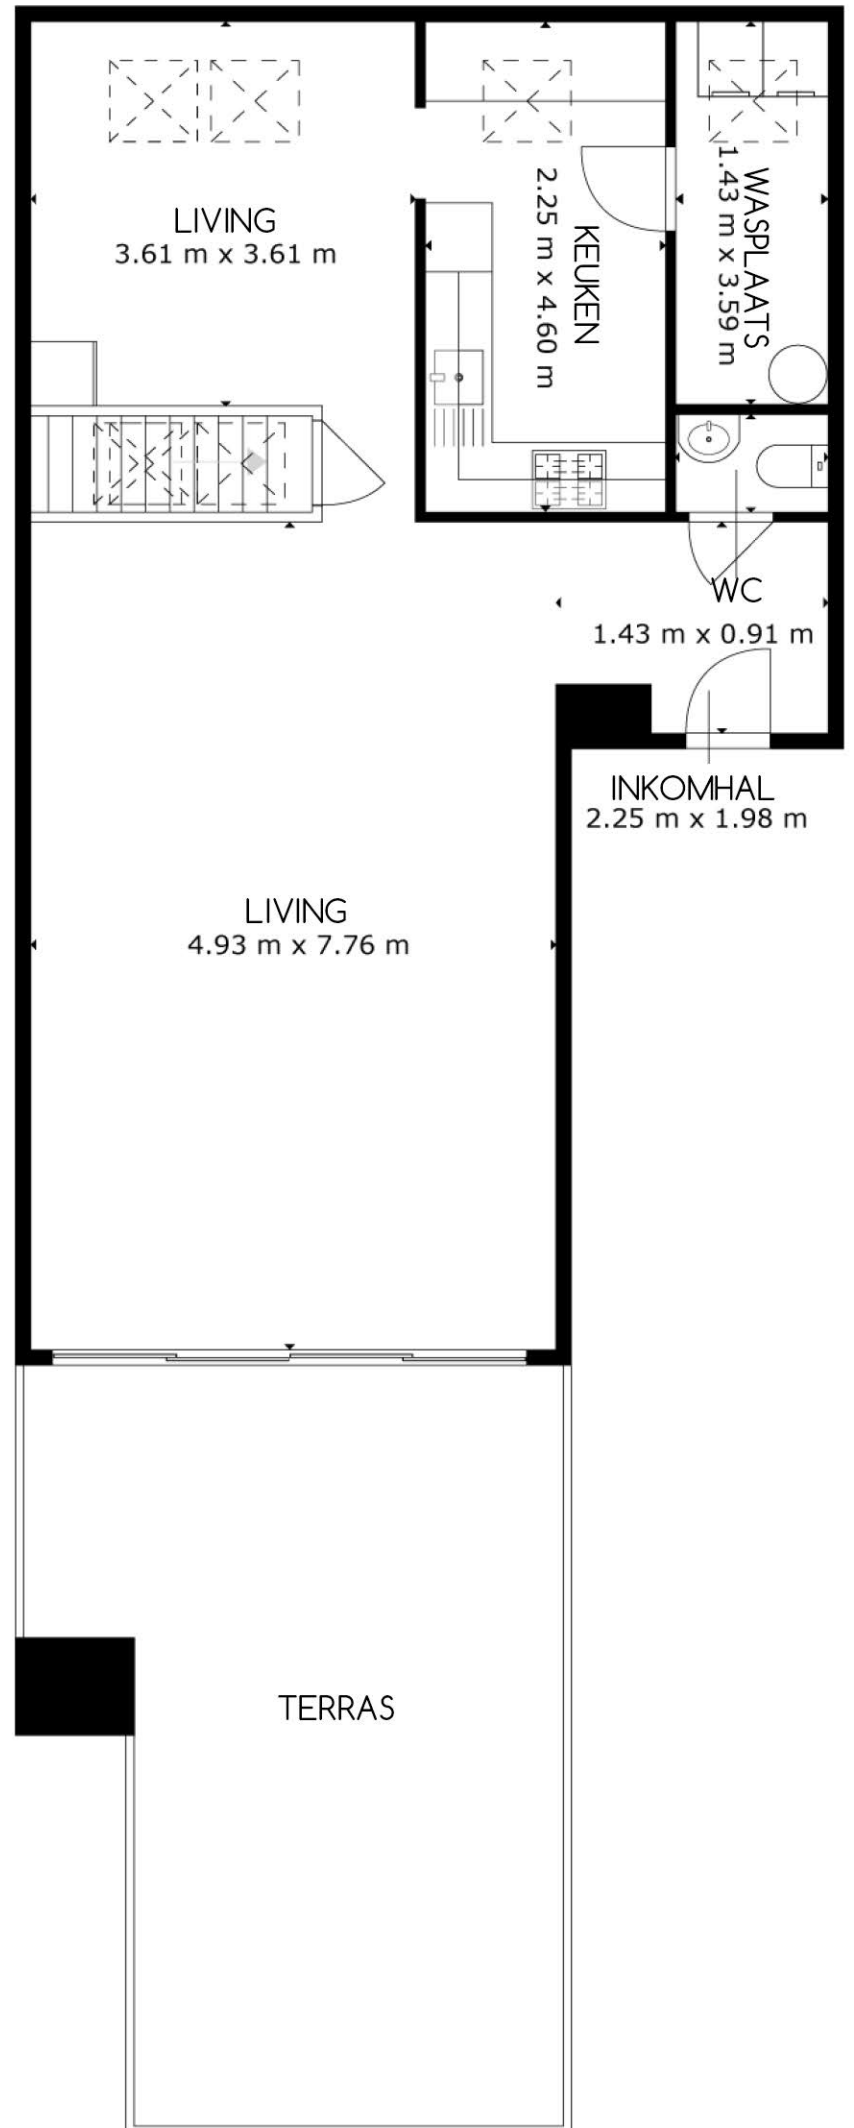 LIVING
3.61 m x 3.61 m
KEUKEN
2.25 m x 4.60 m
WASPLAATS
1.43 m x 3.59 m
WC
1.43 m x 0.91 m
INKOMHAL
2.25 m x 1.98 m
LIVING
4.93 m x 7.76 m
TERRAS